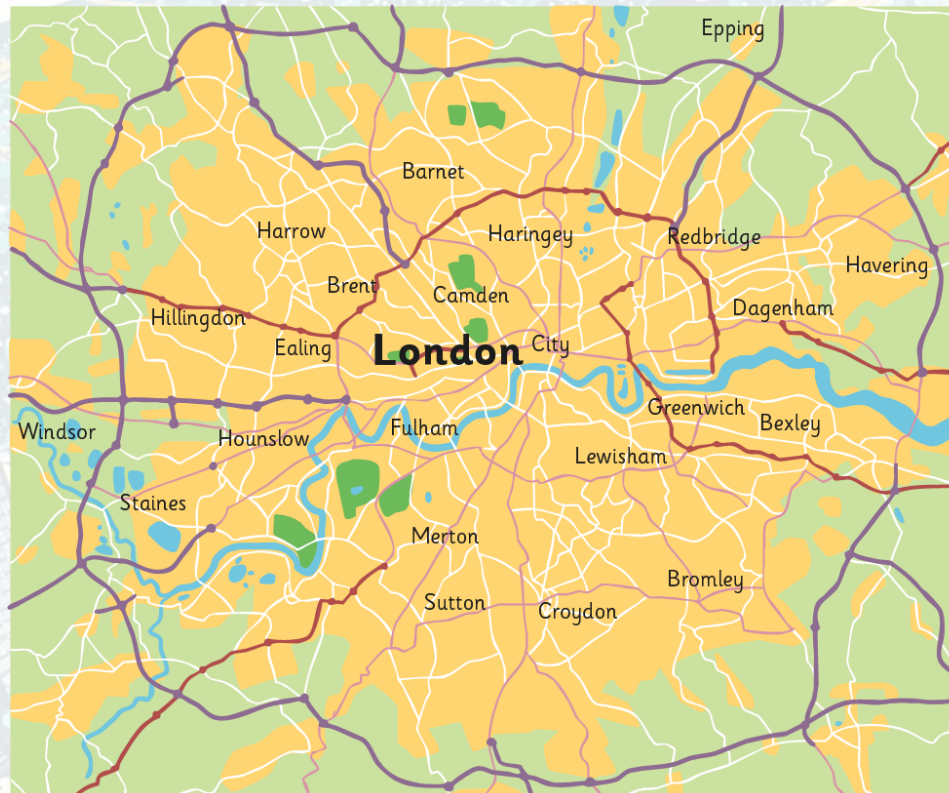 Epping
Barnet
Harrow
Haringey
Redbridge
Havering
Brent
Camden
Hillingdon
Dagenham
Ealing
London
City
Greenwich
Windsor
Hounslow
Fulham
Bexley
Lewisham
Staines
Merton
Bromley
Sutton
Croydon